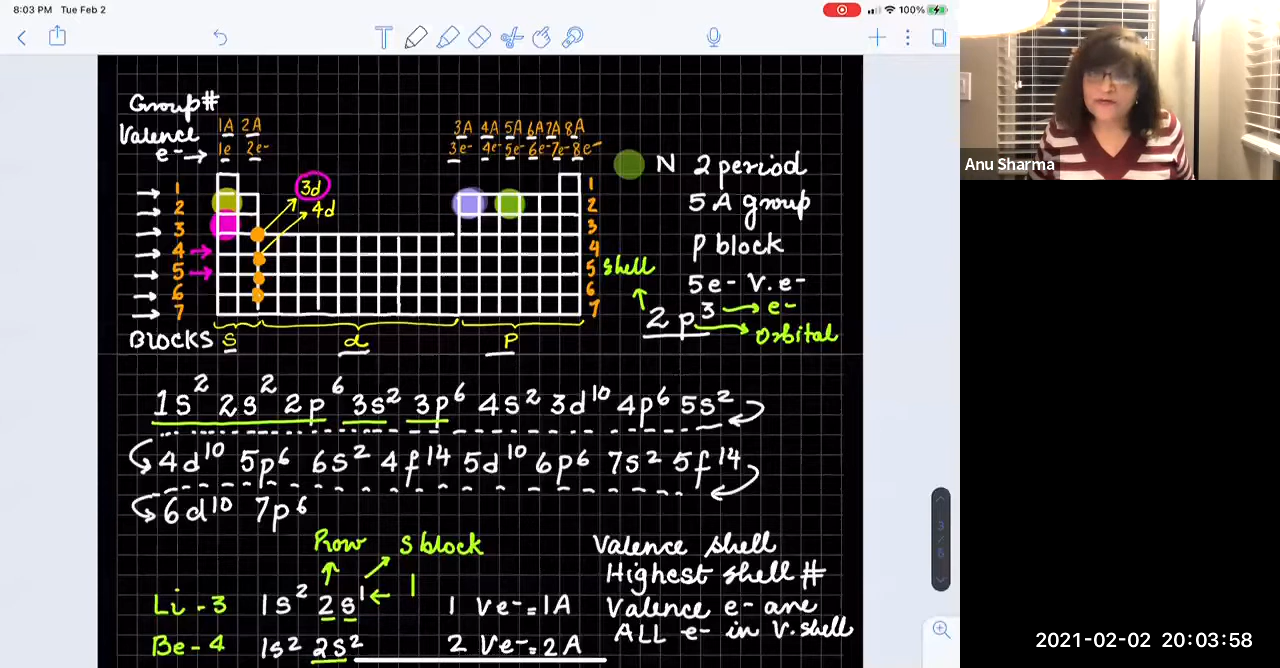 8:03 PM Tue Feb 2
100%
Group#
Valence
e-
1A 2A
1e 2e-
3A 4A 5A 6A 7A 8A
3e- 4e- 5e- 6e- 7e- 8e-
1
2
3
4
5
6
7
3d
4d
1
2
3
4
5
6
7
BLOCKS s d p
N 2 period
5A group
p block
5e- v.e-
shell
2p³ e-
Orbital
1s² 2s² 2p⁶ 3s² 3p⁶ 4s² 3d¹⁰ 4p⁶ 5s²
4d¹⁰ 5p⁶ 6s² 4f¹⁴ 5d¹⁰ 6p⁶ 7s² 5f¹⁴
6d¹⁰ 7p⁶
Row s block
Li - 3 1s² 2s¹ 1 1 Ve- = 1A
Be - 4 1s² 2s² 2 Ve- = 2A
Valence shell
Highest shell #
Valence e- are
ALL e- in V. shell
3/5
Anu Sharma
2021-02-02 20:03:58